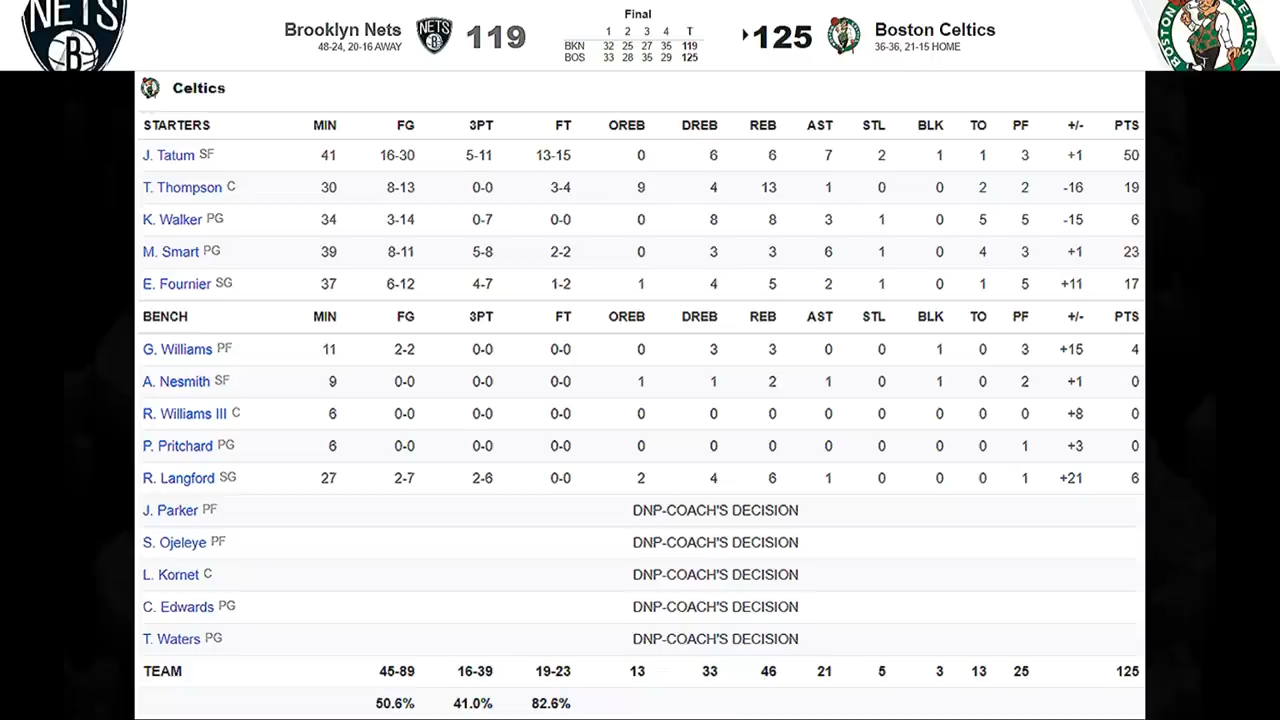 NETS
B
Brooklyn Nets
48-24, 20-16 AWAY
NETS
B
119
Final
1 2 3 4 T
BKN 32 25 27 35 119
BOS 33 28 35 29 125
125
Boston Celtics
36-36, 21-15 HOME
BOSTON CELTICS
Celtics
STARTERS MIN FG 3PT FT OREB DREB REB AST STL BLK TO PF +/- PTS
J. Tatum SF 41 16-30 5-11 13-15 0 6 6 7 2 1 1 3 +1 50
T. Thompson C 30 8-13 0-0 3-4 9 4 13 1 0 0 2 2 -16 19
K. Walker PG 34 3-14 0-7 0-0 0 8 8 3 1 0 5 5 -15 6
M. Smart PG 39 8-11 5-8 2-2 0 3 3 6 1 0 4 3 +1 23
E. Fournier SG 37 6-12 4-7 1-2 1 4 5 2 1 0 1 5 +11 17
BENCH MIN FG 3PT FT OREB DREB REB AST STL BLK TO PF +/- PTS
G. Williams PF 11 2-2 0-0 0-0 0 3 3 0 0 1 0 3 +15 4
A. Nesmith SF 9 0-0 0-0 0-0 1 1 2 1 0 1 0 2 +1 0
R. Williams III C 6 0-0 0-0 0-0 0 0 0 0 0 0 0 0 +8 0
P. Pritchard PG 6 0-0 0-0 0-0 0 0 0 0 0 0 0 1 +3 0
R. Langford SG 27 2-7 2-6 0-0 2 4 6 1 0 0 0 1 +21 6
J. Parker PF DNP-COACH'S DECISION
S. Ojeleye PF DNP-COACH'S DECISION
L. Kornet C DNP-COACH'S DECISION
C. Edwards PG DNP-COACH'S DECISION
T. Waters PG DNP-COACH'S DECISION
TEAM 45-89 16-39 19-23 13 33 46 21 5 3 13 25 125
50.6% 41.0% 82.6%